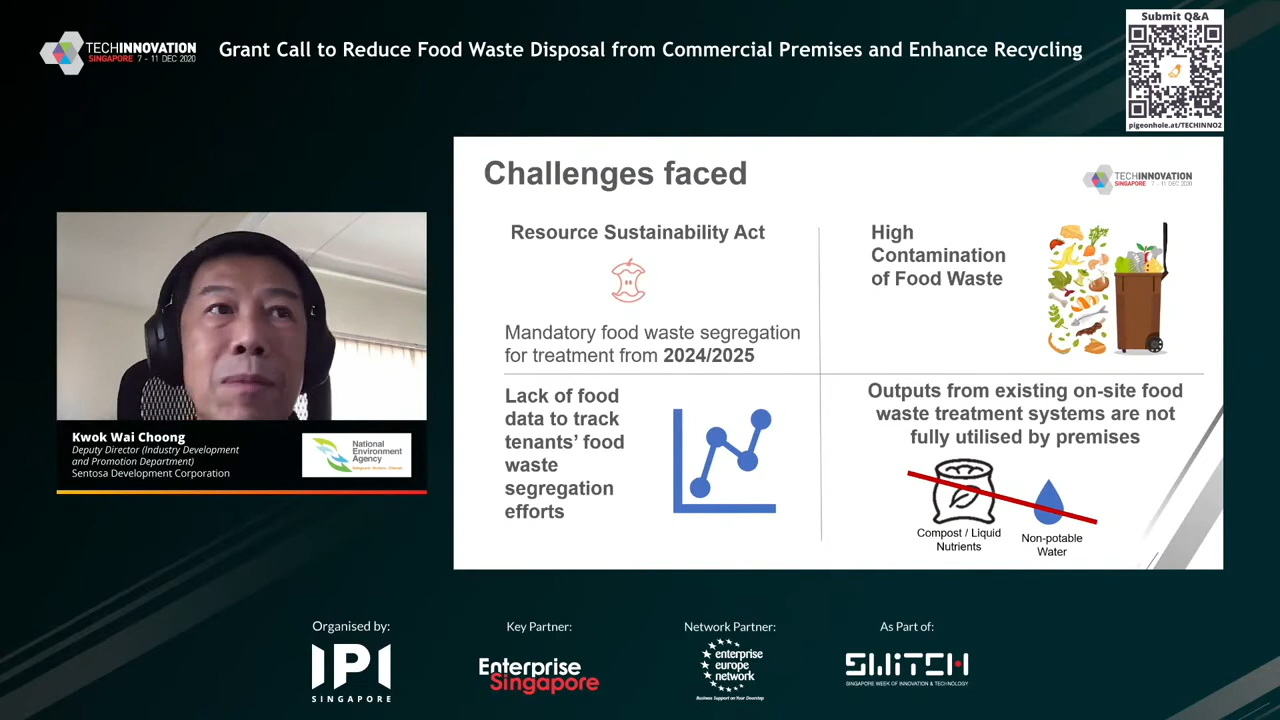 TECHINNOVATION
SINGAPORE 7 - 11 DEC 2020
Grant Call to Reduce Food Waste Disposal from Commercial Premises and Enhance Recycling
Submit Q&A
pigeonhole.at/TECHINNO2
Challenges faced
TECHINNOVATION
SINGAPORE 7 - 11 DEC 2020
Resource Sustainability Act
Mandatory food waste segregation
for treatment from 2024/2025
High
Contamination
of Food Waste
Lack of food
data to track
tenants' food
waste
segregation
efforts
Outputs from existing on-site food
waste treatment systems are not
fully utilised by premises
Compost / Liquid
Nutrients
Non-potable
Water
Kwok Wai Choong
Deputy Director (Industry Development
and Promotion Department)
Sentosa Development Corporation
National
Environment
Agency
Organised by:
IPI
SINGAPORE
Key Partner:
Enterprise
Singapore
Network Partner:
enterprise
europe
network
Business Support on Your Doorstep
As Part of:
SWITCH
SINGAPORE WEEK OF INNOVATION & TECHNOLOGY